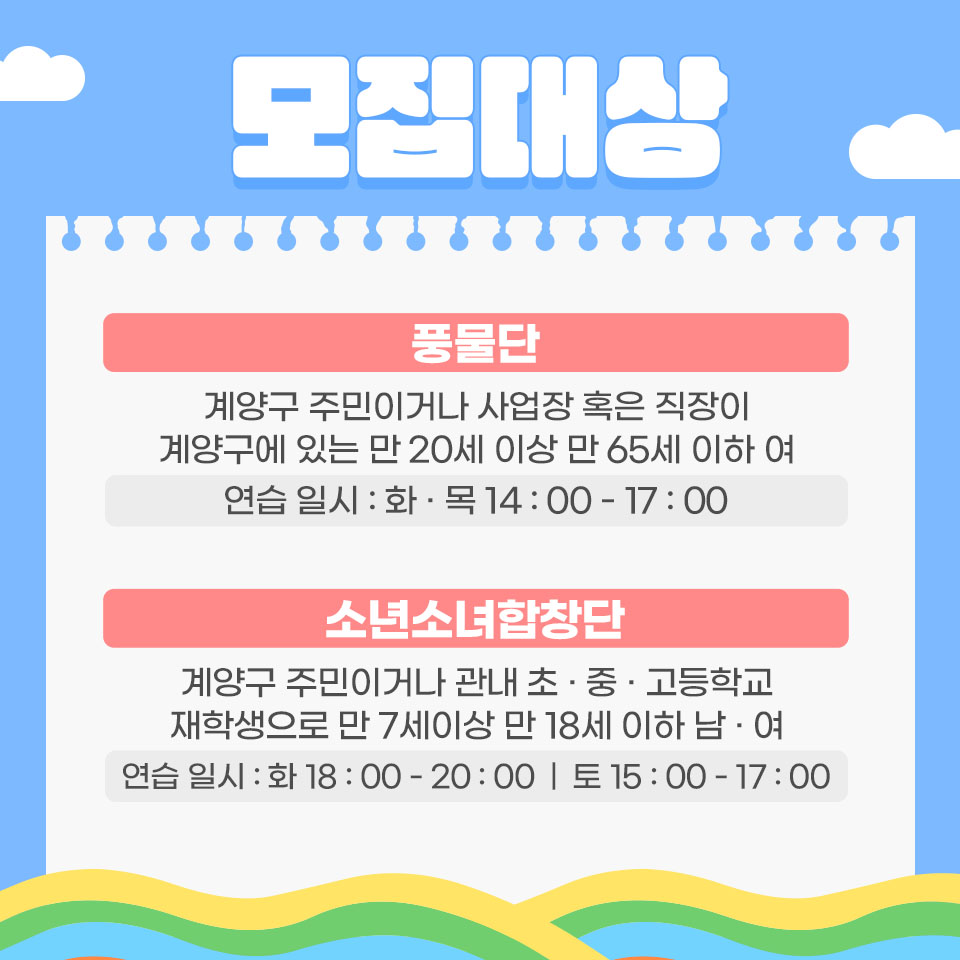 모집대상
풍물단
계양구 주민이거나 사업장 혹은 직장이
계양구에 있는 만 20세 이상 만 65세 이하 여
연습 일시 : 화 · 목 14 : 00 - 17 : 00
소년소녀합창단
계양구 주민이거나 관내 초 · 중 · 고등학교
재학생으로 만 7세이상 만 18세 이하 남 · 여
연습 일시 : 화 18 : 00 - 20 : 00 | 토 15 : 00 - 17 : 00